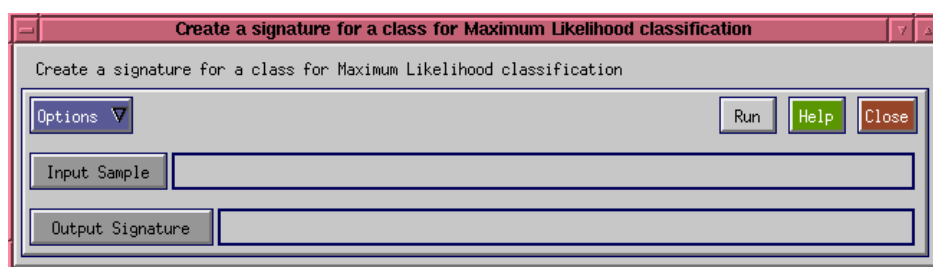 Create a signature for a class for Maximum Likelihood classification
Create a signature for a class for Maximum Likelihood classification
Options Run Help Close
Input Sample
Output Signature